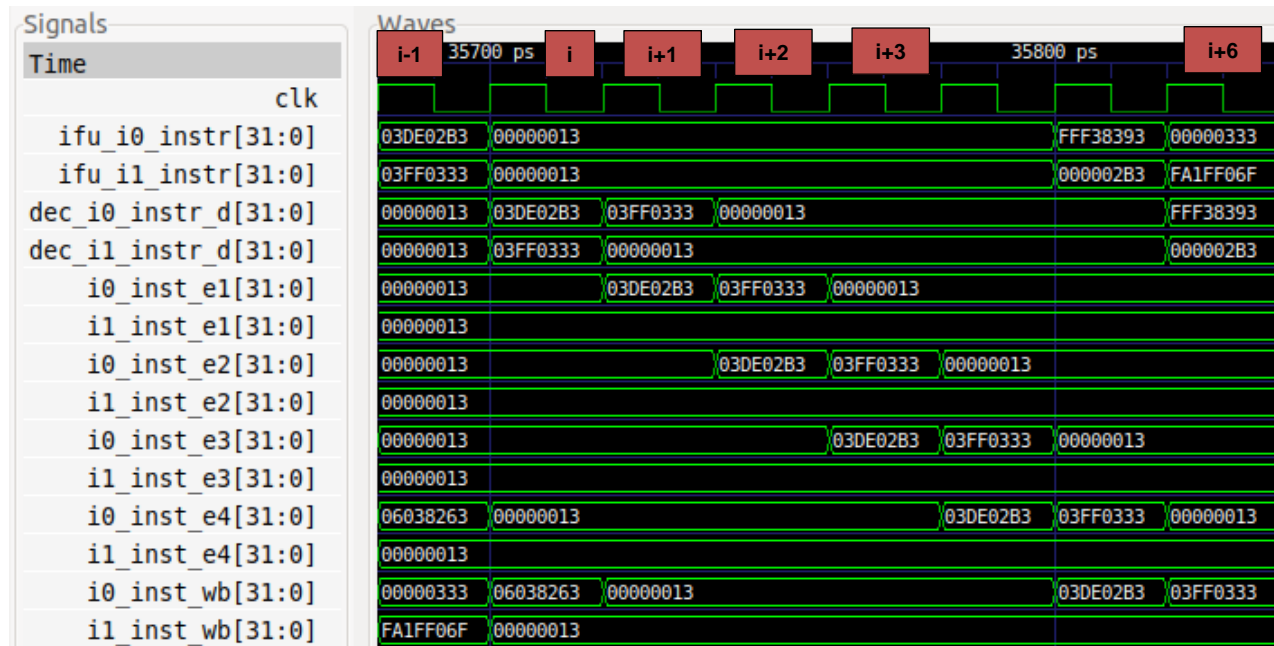 Signals
Waves
i-1 35700 ps i i+1 i+2 i+3 35800 ps i+6
Time
clk
ifu_i0_instr[31:0] 03DE02B3 00000013 FFF38393 00000333
ifu_i1_instr[31:0] 03FF0333 00000013 000002B3 FA1FF06F
dec_i0_instr_d[31:0] 00000013 03DE02B3 03FF0333 00000013 FFF38393
dec_i1_instr_d[31:0] 00000013 03FF0333 00000013 000002B3
i0_inst_e1[31:0] 00000013 03DE02B3 03FF0333 00000013
i1_inst_e1[31:0] 00000013
i0_inst_e2[31:0] 00000013 03DE02B3 03FF0333 00000013
i1_inst_e2[31:0] 00000013
i0_inst_e3[31:0] 00000013 03DE02B3 03FF0333 00000013
i1_inst_e3[31:0] 00000013
i0_inst_e4[31:0] 06038263 00000013 03DE02B3 03FF0333 00000013
i1_inst_e4[31:0] 00000013
i0_inst_wb[31:0] 00000333 06038263 00000013 03DE02B3 03FF0333
i1_inst_wb[31:0] FA1FF06F 00000013